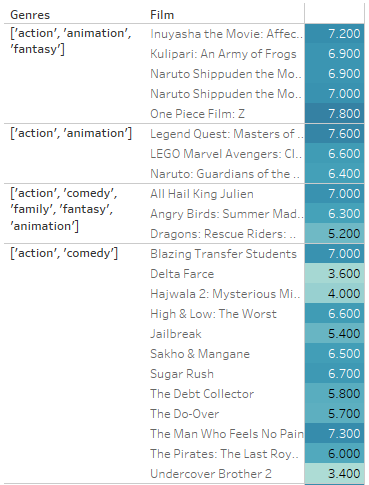 Genres Film
['action', 'animation', Inuyasha the Movie: Affec.. 7.200
'fantasy'] Kulipari: An Army of Frogs 6.900
Naruto Shippuden the Mo.. 6.900
Naruto Shippuden the Mo.. 7.000
One Piece Film: Z 7.800
['action', 'animation'] Legend Quest: Masters of .. 7.600
LEGO Marvel Avengers: Cl.. 6.600
Naruto: Guardians of the .. 6.400
['action', 'comedy', All Hail King Julien 7.000
'family', 'fantasy', Angry Birds: Summer Mad.. 6.300
'animation'] Dragons: Rescue Riders: .. 5.200
['action', 'comedy'] Blazing Transfer Students 7.000
Delta Farce 3.600
Hajwala 2: Mysterious Mi.. 4.000
High & Low: The Worst 6.600
Jailbreak 5.400
Sakho & Mangane 6.500
Sugar Rush 6.700
The Debt Collector 5.800
The Do-Over 5.700
The Man Who Feels No Pain 7.300
The Pirates: The Last Roy.. 6.000
Undercover Brother 2 3.400